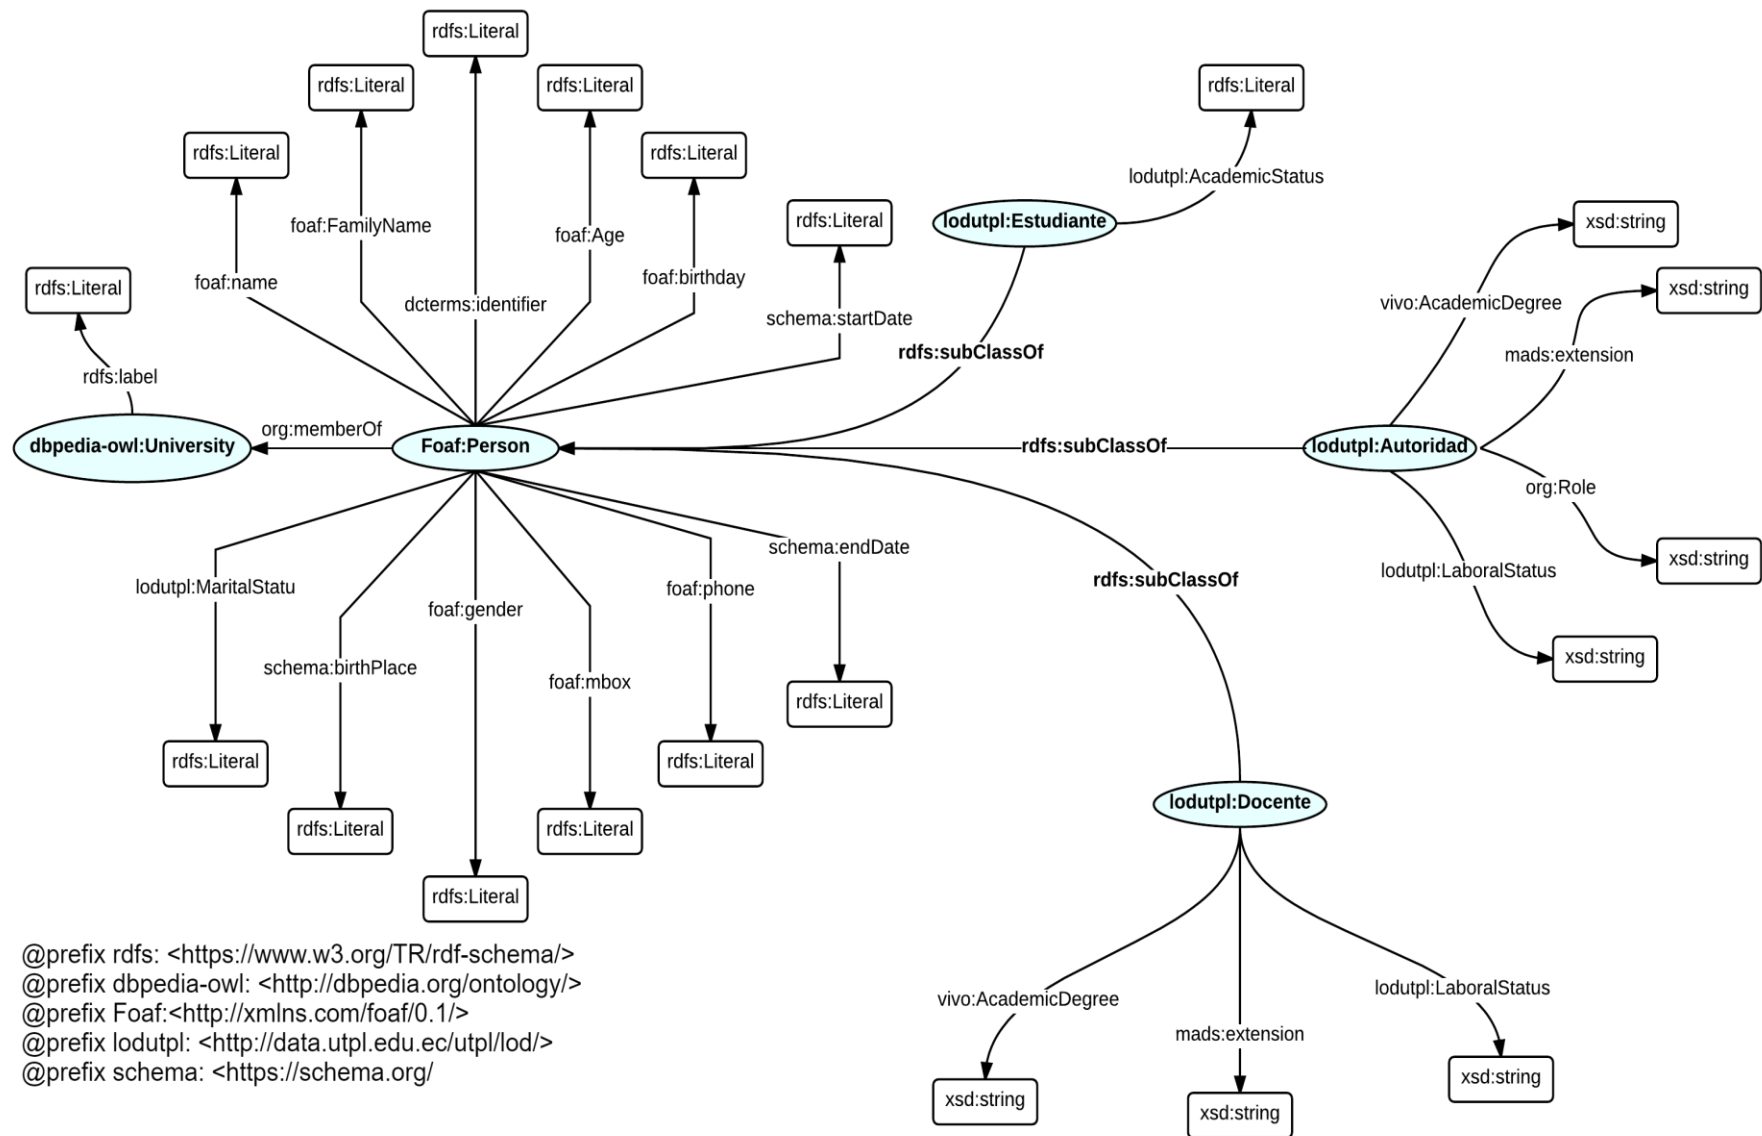 rdfs:Literal
rdfs:Literal
rdfs:Literal
rdfs:Literal
rdfs:Literal
rdfs:Literal
rdfs:Literal
lodutpl:AcademicStatus
rdfs:Literal
lodutpl:Estudiante
xsd:string
foaf:FamilyName
foaf:Age
foaf:name
foaf:birthday
rdfs:Literal
xsd:string
dcterms:identifier
vivo:AcademicDegree
schema:startDate
rdfs:subClassOf
mads:extension
rdfs:label
org:memberOf
dbpedia-owl:University
Foaf:Person
rdfs:subClassOf
lodutpl:Autoridad
org:Role
schema:endDate
xsd:string
lodutpl:LaboralStatus
rdfs:subClassOf
lodutpl:MaritalStatu
foaf:phone
foaf:gender
xsd:string
schema:birthPlace
foaf:mbox
rdfs:Literal
rdfs:Literal
rdfs:Literal
lodutpl:Docente
rdfs:Literal
rdfs:Literal
rdfs:Literal
@prefix rdfs: <https://www.w3.org/TR/rdf-schema/>
@prefix dbpedia-owl: <http://dbpedia.org/ontology/>
@prefix Foaf:<http://xmlns.com/foaf/0.1/>
@prefix lodutpl: <http://data.utpl.edu.ec/utpl/lod/>
@prefix schema: <https://schema.org/
vivo:AcademicDegree
lodutpl:LaboralStatus
mads:extension
xsd:string
xsd:string
xsd:string